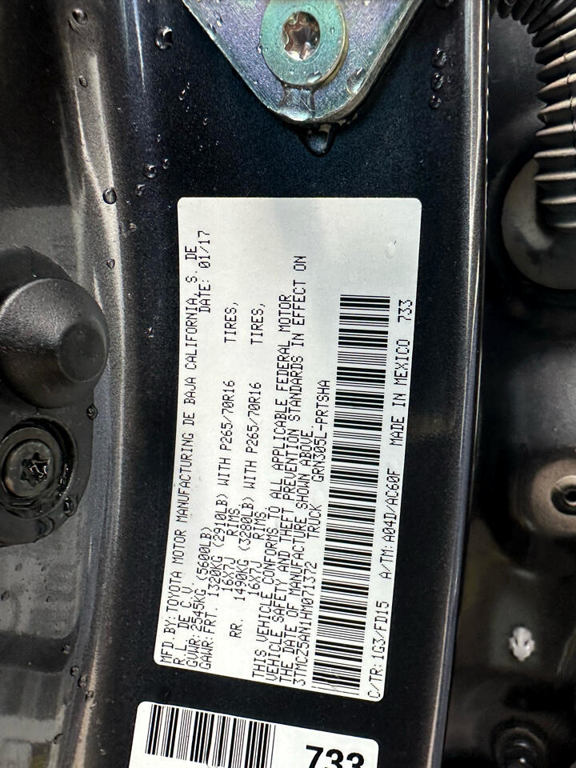 MFD.BY:TOYOTA MOTOR MANUFACTURING DE BAJA CALIFORNIA, S. DE
R.L. DE C.V. DATE: 01/17
GVWR:2545KG (5600LB)
GAWR:FRT. 1320KG (2910LB) WITH P265/70R16 TIRES,
16X7J RIMS.
RR. 1490KG (3280LB) WITH P265/70R16 TIRES,
16X7J RIMS.
THIS VEHICLE CONFORMS TO ALL APPLICABLE FEDERAL MOTOR
VEHICLE SAFETY AND THEFT PREVENTION STANDARDS IN EFFECT ON
THE DATE OF MANUFACTURE SHOWN ABOVE.
3TMCZ5AN1HM071372 TRUCK GRN305L-PRTSHA
C/TR:1G3/FD15 A/TM:A04D/AC60F MADE IN MEXICO 733
733